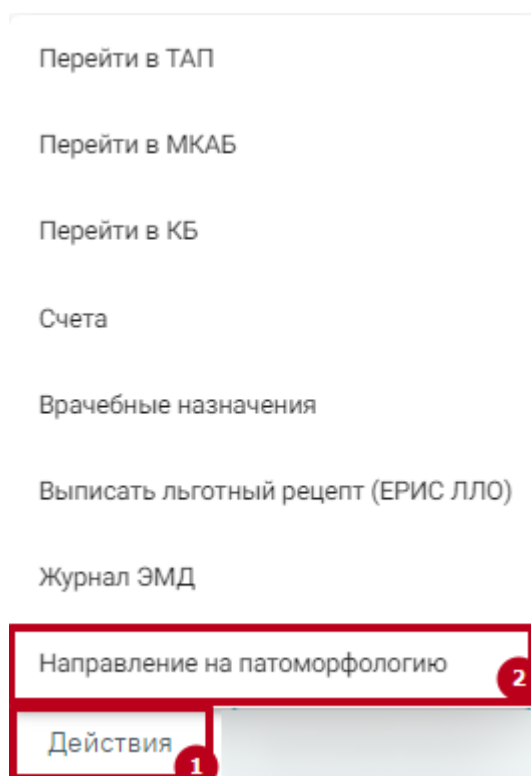 Перейти в ТАП
Перейти в МКАБ
Перейти в КБ
Счета
Врачебные назначения
Выписать льготный рецепт (ЕРИС ЛЛО)
Журнал ЭМД
Направление на патоморфологию
2
Действия
1